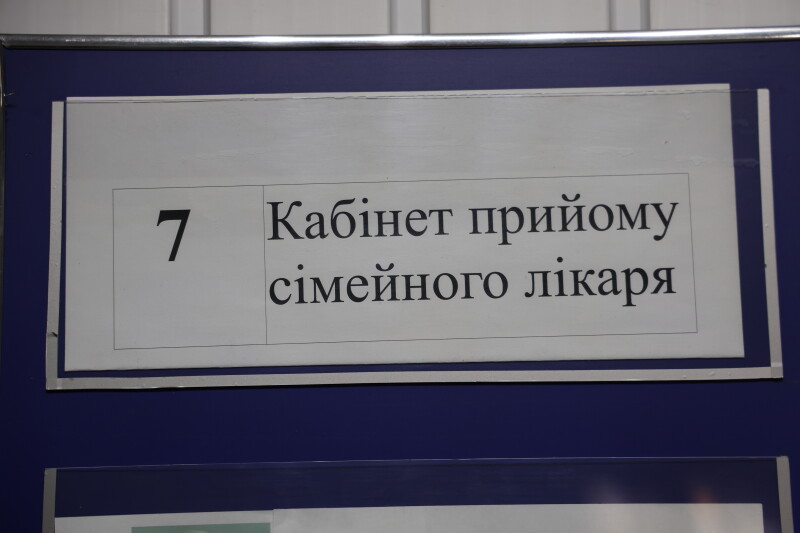 7
Кабінет прийому
сімейного лікаря